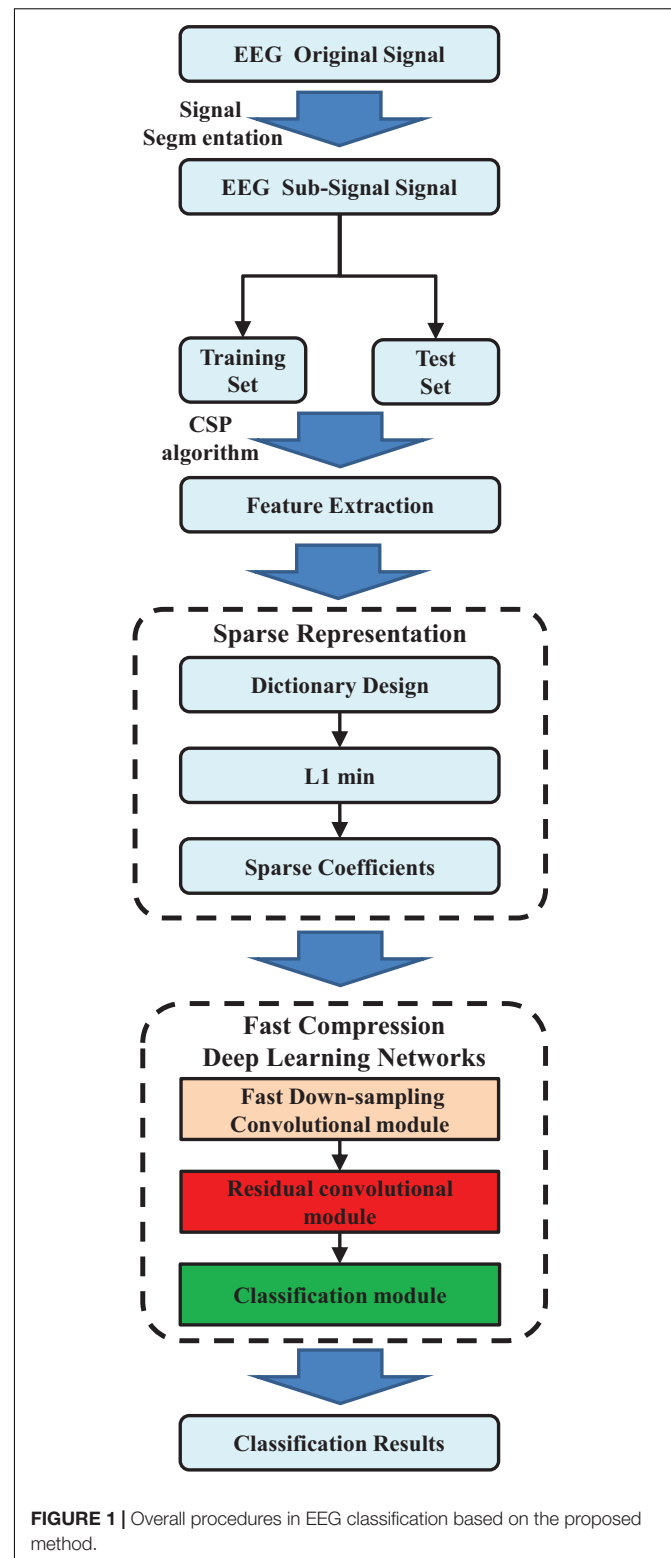 EEG Original Signal
Signal
Segm entation
EEG Sub-Signal Signal
Training
Set
Test
Set
CSP
algorithm
Feature Extraction
Sparse Representation
Dictionary Design
L1 min
Sparse Coefficients
Fast Compression
Deep Learning Networks
Fast Down-sampling
Convolutional module
Residual convolutional
module
Classification module
Classification Results
FIGURE 1 | Overall procedures in EEG classification based on the proposed
method.